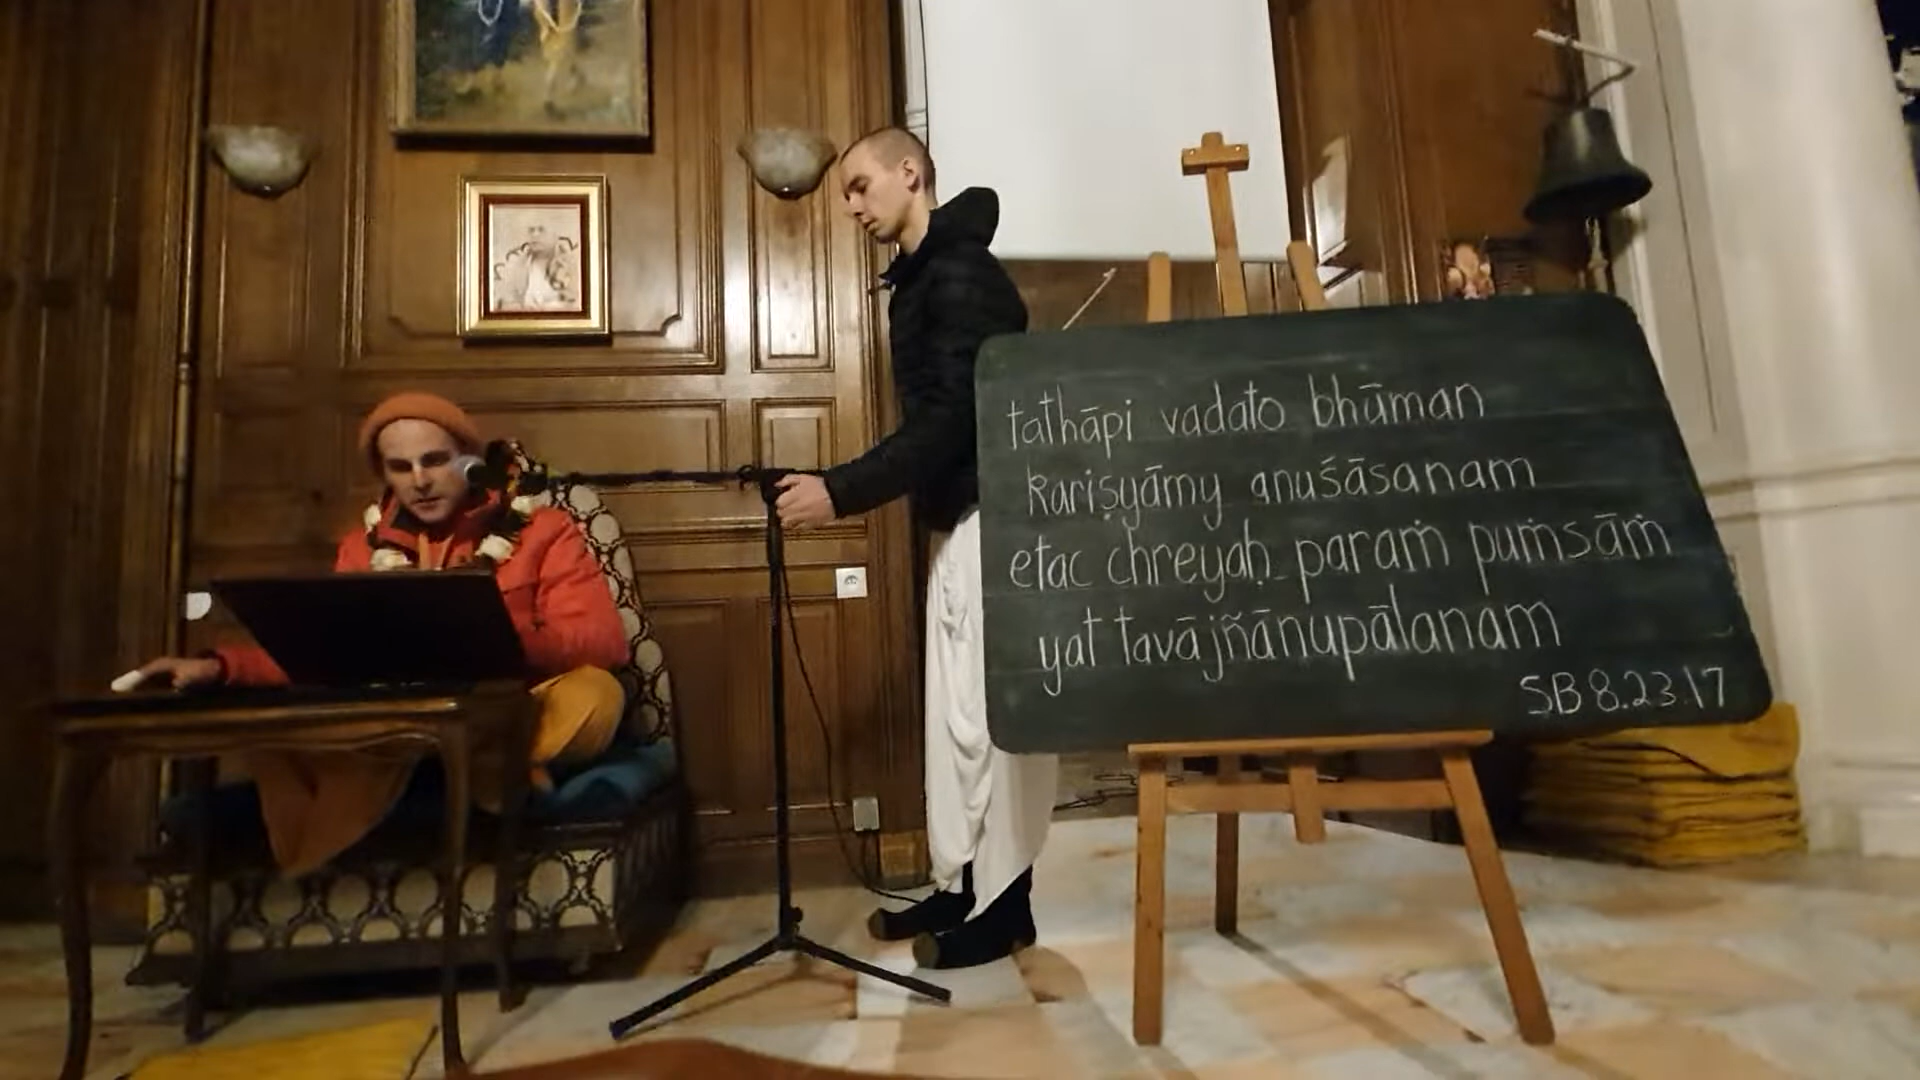 tathāpi vadato bhūman
kariṣyāmy anuśāsanam
etac chreyaḥ paraṁ puṁsāṁ
yat tavājñānupālanam
SB 8.23.17